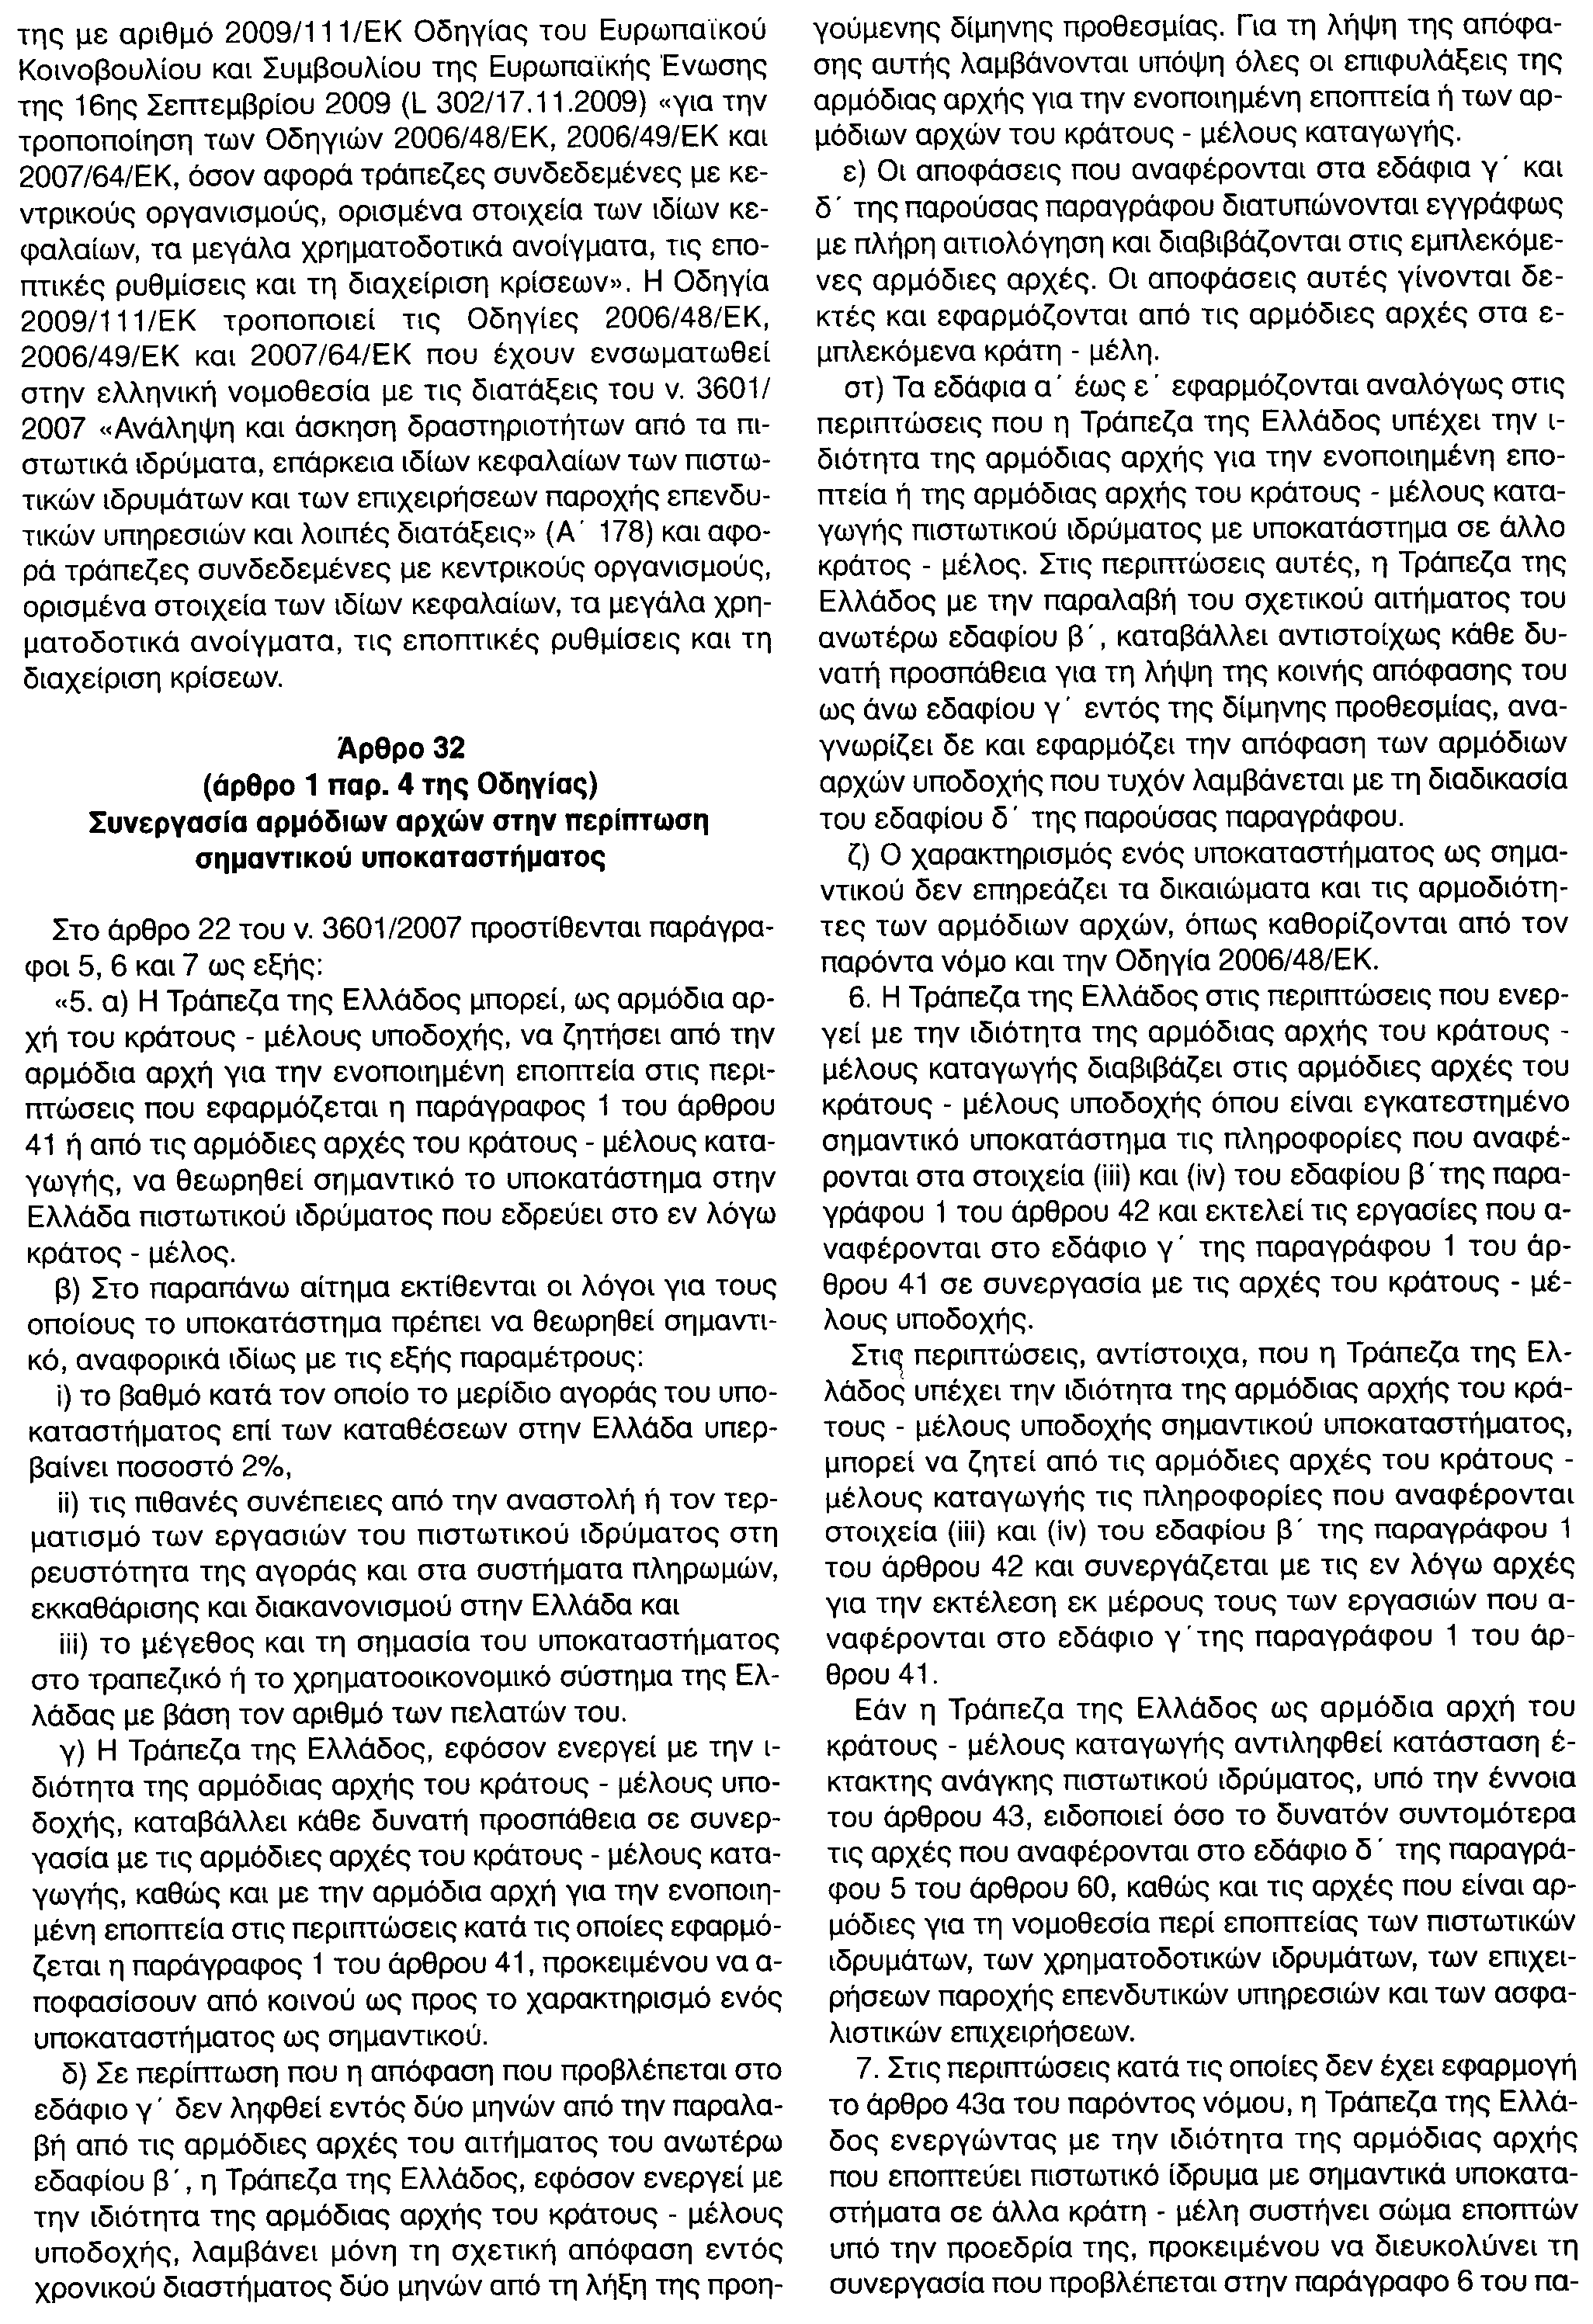 της με αριθμό 2009/111/ΕΚ Οδηγίας του Ευρωπαϊκού
Κοινοβουλίου και Συμβουλίου της Ευρωπαϊκής Ένωσης
της 16ης Σεπτεμβρίου 2009 (L 302/17.11.2009) «για την
τροποποίηση των Οδηγιών 2006/48/ΕΚ, 2006/49/ΕΚ και
2007/64/ΕΚ, όσον αφορά τράπεζες συνδεδεμένες με κε-
ντρικούς οργανισμούς, ορισμένα στοιχεία των ιδίων κε-
φαλαίων, τα μεγάλα χρηματοδοτικά ανοίγματα, τις επο-
πτικές ρυθμίσεις και τη διαχείριση κρίσεων». Η Οδηγία
2009/111/ΕΚ τροποποιεί τις Οδηγίες 2006/48/ΕΚ,
2006/49/ΕΚ και 2007/64/ΕΚ που έχουν ενσωματωθεί
στην ελληνική νομοθεσία με τις διατάξεις του ν. 3601/
2007 «Ανάληψη και άσκηση δραστηριοτήτων από τα πι-
στωτικά ιδρύματα, επάρκεια ιδίων κεφαλαίων των πιστω-
τικών ιδρυμάτων και των επιχειρήσεων παροχής επενδυ-
τικών υπηρεσιών και λοιπές διατάξεις» (Α΄ 178) και αφο-
ρά τράπεζες συνδεδεμένες με κεντρικούς οργανισμούς,
ορισμένα στοιχεία των ιδίων κεφαλαίων, τα μεγάλα χρη-
ματοδοτικά ανοίγματα, τις εποπτικές ρυθμίσεις και τη
διαχείριση κρίσεων.
Άρθρο 32
(άρθρο 1 παρ. 4 της Οδηγίας)
Συνεργασία αρμόδιων αρχών στην περίπτωση
σημαντικού υποκαταστήματος
Στο άρθρο 22 του ν. 3601/2007 προστίθενται παράγρα-
φοι 5, 6 και 7 ως εξής:
«5. α) Η Τράπεζα της Ελλάδος μπορεί, ως αρμόδια αρ-
χή του κράτους - μέλους υποδοχής, να ζητήσει από την
αρμόδια αρχή για την ενοποιημένη εποπτεία στις περι-
πτώσεις που εφαρμόζεται η παράγραφος 1 του άρθρου
41 ή από τις αρμόδιες αρχές του κράτους - μέλους κατα-
γωγής, να θεωρηθεί σημαντικό το υποκατάστημα στην
Ελλάδα πιστωτικού ιδρύματος που εδρεύει στο εν λόγω
κράτος - μέλος.
β) Στο παραπάνω αίτημα εκτίθενται οι λόγοι για τους
οποίους το υποκατάστημα πρέπει να θεωρηθεί σημαντι-
κό, αναφορικά ιδίως με τις εξής παραμέτρους:
i) το βαθμό κατά τον οποίο το μερίδιο αγοράς του υπο-
καταστήματος επί των καταθέσεων στην Ελλάδα υπερ-
βαίνει ποσοστό 2%,
ii) τις πιθανές συνέπειες από την αναστολή ή τον τερ-
ματισμό των εργασιών του πιστωτικού ιδρύματος στη
ρευστότητα της αγοράς και στα συστήματα πληρωμών,
εκκαθάρισης και διακανονισμού στην Ελλάδα και
iii) το μέγεθος και τη σημασία του υποκαταστήματος
στο τραπεζικό ή το χρηματοοικονομικό σύστημα της Ελ-
λάδας με βάση τον αριθμό των πελατών του.
γ) Η Τράπεζα της Ελλάδος, εφόσον ενεργεί με την ι-
διότητα της αρμόδιας αρχής του κράτους - μέλους υπο-
δοχής, καταβάλλει κάθε δυνατή προσπάθεια σε συνερ-
γασία με τις αρμόδιες αρχές του κράτους - μέλους κατα-
γωγής, καθώς και με την αρμόδια αρχή για την ενοποιη-
μένη εποπτεία στις περιπτώσεις κατά τις οποίες εφαρμό-
ζεται η παράγραφος 1 του άρθρου 41, προκειμένου να α-
ποφασίσουν από κοινού ως προς το χαρακτηρισμό ενός
υποκαταστήματος ως σημαντικού.
δ) Σε περίπτωση που η απόφαση που προβλέπεται στο
εδάφιο γ΄ δεν ληφθεί εντός δύο μηνών από την παραλα-
βή από τις αρμόδιες αρχές του αιτήματος του ανωτέρω
εδαφίου β΄, η Τράπεζα της Ελλάδος, εφόσον ενεργεί με
την ιδιότητα της αρμόδιας αρχής του κράτους - μέλους
υποδοχής, λαμβάνει μόνη τη σχετική απόφαση εντός
χρονικού διαστήματος δύο μηνών από τη λήξη της προη-
γούμενης δίμηνης προθεσμίας. Για τη λήψη της απόφα-
σης αυτής λαμβάνονται υπόψη όλες οι επιφυλάξεις της
αρμόδιας αρχής για την ενοποιημένη εποπτεία ή των αρ-
μόδιων αρχών του κράτους - μέλους καταγωγής.
ε) Οι αποφάσεις που αναφέρονται στα εδάφια γ΄ και
δ΄ της παρούσας παραγράφου διατυπώνονται εγγράφως
με πλήρη αιτιολόγηση και διαβιβάζονται στις εμπλεκόμε-
νες αρμόδιες αρχές. Οι αποφάσεις αυτές γίνονται δε-
κτές και εφαρμόζονται από τις αρμόδιες αρχές στα ε-
μπλεκόμενα κράτη - μέλη.
στ) Τα εδάφια α΄ έως ε΄ εφαρμόζονται αναλόγως στις
περιπτώσεις που η Τράπεζα της Ελλάδος υπέχει την ι-
διότητα της αρμόδιας αρχής για την ενοποιημένη επο-
πτεία ή της αρμόδιας αρχής του κράτους - μέλους κατα-
γωγής πιστωτικού ιδρύματος με υποκατάστημα σε άλλο
κράτος - μέλος. Στις περιπτώσεις αυτές, η Τράπεζα της
Ελλάδος με την παραλαβή του σχετικού αιτήματος του
ανωτέρω εδαφίου β΄, καταβάλλει αντιστοίχως κάθε δυ-
νατή προσπάθεια για τη λήψη της κοινής απόφασης του
ως άνω εδαφίου γ΄ εντός της δίμηνης προθεσμίας, ανα-
γνωρίζει δε και εφαρμόζει την απόφαση των αρμόδιων
αρχών υποδοχής που τυχόν λαμβάνεται με τη διαδικασία
του εδαφίου δ΄ της παρούσας παραγράφου.
ζ) Ο χαρακτηρισμός ενός υποκαταστήματος ως σημα-
ντικού δεν επηρεάζει τα δικαιώματα και τις αρμοδιότη-
τες των αρμόδιων αρχών, όπως καθορίζονται από τον
παρόντα νόμο και την Οδηγία 2006/48/ΕΚ.
6. Η Τράπεζα της Ελλάδος στις περιπτώσεις που ενερ-
γεί με την ιδιότητα της αρμόδιας αρχής του κράτους -
μέλους καταγωγής διαβιβάζει στις αρμόδιες αρχές του
κράτους - μέλους υποδοχής όπου είναι εγκατεστημένο
σημαντικό υποκατάστημα τις πληροφορίες που αναφέ-
ρονται στα στοιχεία (iii) και (iv) του εδαφίου β΄της παρα-
γράφου 1 του άρθρου 42 και εκτελεί τις εργασίες που α-
ναφέρονται στο εδάφιο γ΄ της παραγράφου 1 του άρ-
θρου 41 σε συνεργασία με τις αρχές του κράτους - μέ-
λους υποδοχής.
Στις περιπτώσεις, αντίστοιχα, που η Τράπεζα της Ελ-
λάδος υπέχει την ιδιότητα της αρμόδιας αρχής του κρά-
τους - μέλους υποδοχής σημαντικού υποκαταστήματος,
μπορεί να ζητεί από τις αρμόδιες αρχές του κράτους -
μέλους καταγωγής τις πληροφορίες που αναφέρονται
στοιχεία (iii) και (iv) του εδαφίου β΄ της παραγράφου 1
του άρθρου 42 και συνεργάζεται με τις εν λόγω αρχές
για την εκτέλεση εκ μέρους τους των εργασιών που α-
ναφέρονται στο εδάφιο γ΄της παραγράφου 1 του άρ-
θρου 41.
Εάν η Τράπεζα της Ελλάδος ως αρμόδια αρχή του
κράτους - μέλους καταγωγής αντιληφθεί κατάσταση έ-
κτακτης ανάγκης πιστωτικού ιδρύματος, υπό την έννοια
του άρθρου 43, ειδοποιεί όσο το δυνατόν συντομότερα
τις αρχές που αναφέρονται στο εδάφιο δ΄ της παραγρά-
φου 5 του άρθρου 60, καθώς και τις αρχές που είναι αρ-
μόδιες για τη νομοθεσία περί εποπτείας των πιστωτικών
ιδρυμάτων, των χρηματοδοτικών ιδρυμάτων, των επιχει-
ρήσεων παροχής επενδυτικών υπηρεσιών και των ασφα-
λιστικών επιχειρήσεων.
7. Στις περιπτώσεις κατά τις οποίες δεν έχει εφαρμογή
το άρθρο 43α του παρόντος νόμου, η Τράπεζα της Ελλά-
δος ενεργώντας με την ιδιότητα της αρμόδιας αρχής
που εποπτεύει πιστωτικό ίδρυμα με σημαντικά υποκατα-
στήματα σε άλλα κράτη - μέλη συστήνει σώμα εποπτών
υπό την προεδρία της, προκειμένου να διευκολύνει τη
συνεργασία που προβλέπεται στην παράγραφο 6 του πα-